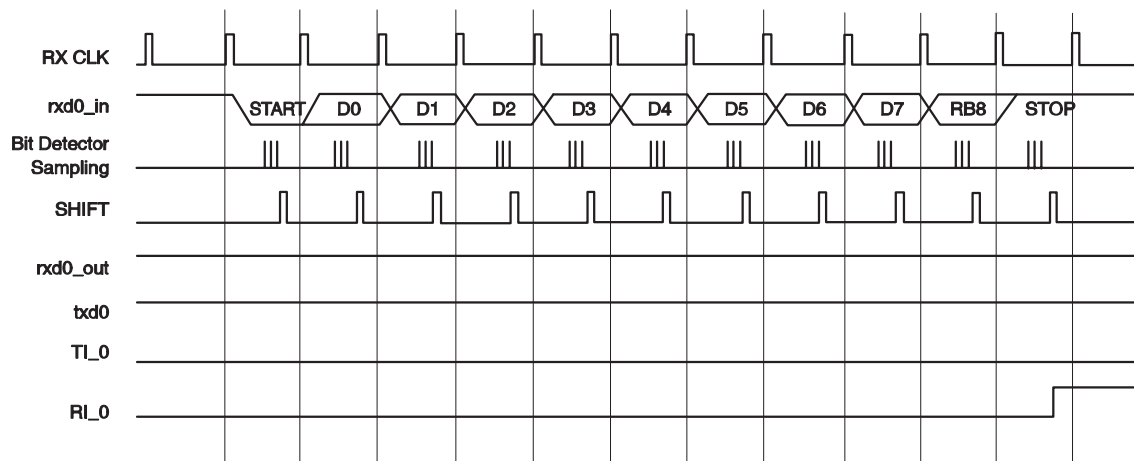 RX CLK
rxd0_in START D0 D1 D2 D3 D4 D5 D6 D7 RB8 STOP
Bit Detector
Sampling
SHIFT
rxd0_out
txd0
TI_0
RI_0